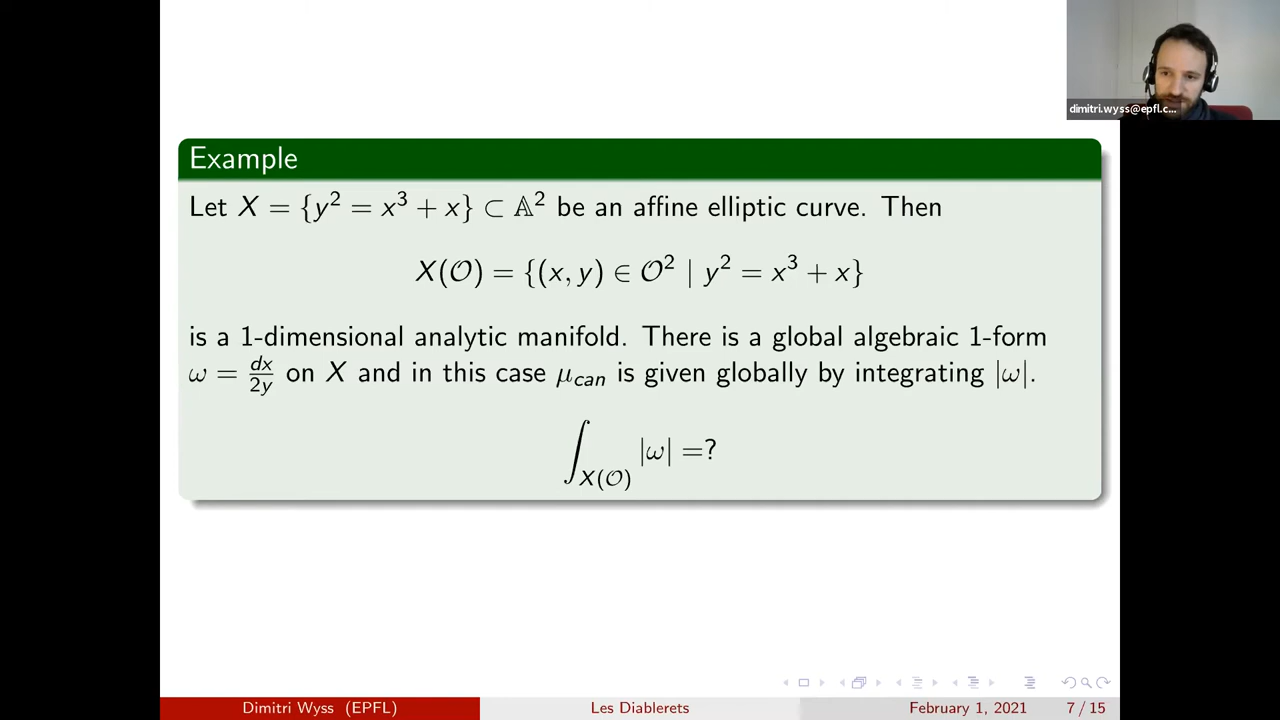 dimitri.wyss@epfl.c...
Example
Let X = {y² = x³ + x} ⊂ 𝔸² be an affine elliptic curve. Then
X(𝒪) = {(x, y) ∈ 𝒪² | y² = x³ + x}
is a 1-dimensional analytic manifold. There is a global algebraic 1-form
ω = dx/2y on X and in this case μ_can is given globally by integrating |ω|.
∫_X(𝒪) |ω| =?
Dimitri Wyss (EPFL) Les Diablerets February 1, 2021 7 / 15